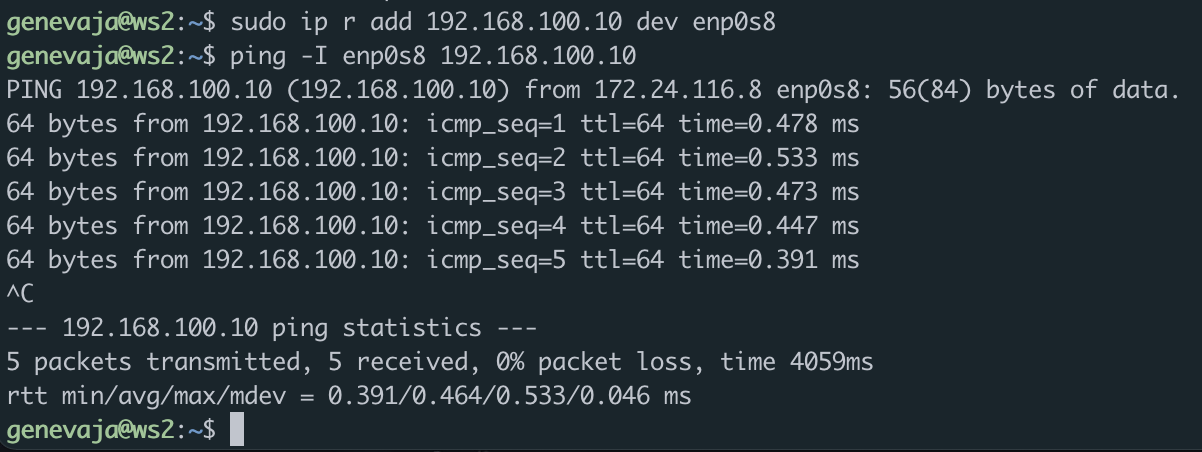 genevaja@ws2:~$ sudo ip r add 192.168.100.10 dev enp0s8
genevaja@ws2:~$ ping -I enp0s8 192.168.100.10
PING 192.168.100.10 (192.168.100.10) from 172.24.116.8 enp0s8: 56(84) bytes of data.
64 bytes from 192.168.100.10: icmp_seq=1 ttl=64 time=0.478 ms
64 bytes from 192.168.100.10: icmp_seq=2 ttl=64 time=0.533 ms
64 bytes from 192.168.100.10: icmp_seq=3 ttl=64 time=0.473 ms
64 bytes from 192.168.100.10: icmp_seq=4 ttl=64 time=0.447 ms
64 bytes from 192.168.100.10: icmp_seq=5 ttl=64 time=0.391 ms
^C
--- 192.168.100.10 ping statistics ---
5 packets transmitted, 5 received, 0% packet loss, time 4059ms
rtt min/avg/max/mdev = 0.391/0.464/0.533/0.046 ms
genevaja@ws2:~$